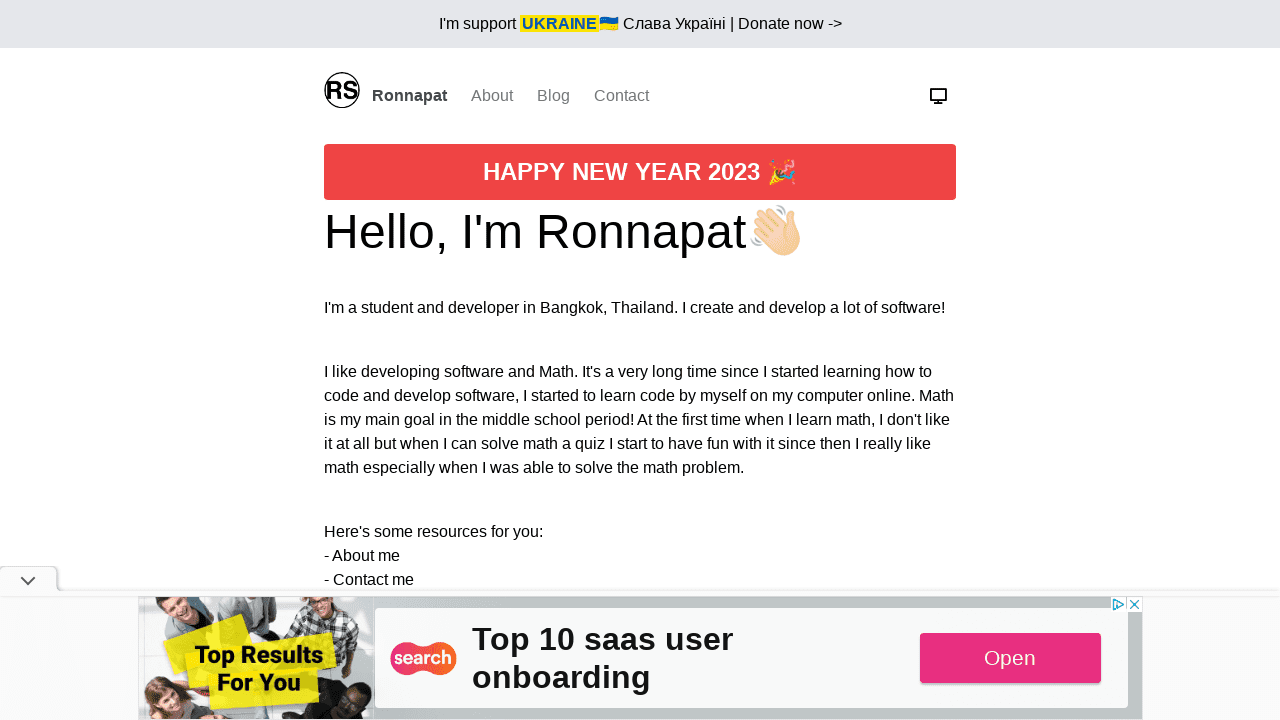 I'm support UKRAINE🇺🇦 Слава Україні | Donate now ->
RS Ronnapat About Blog Contact
HAPPY NEW YEAR 2023 🎉
Hello, I'm Ronnapat👋🏻
I'm a student and developer in Bangkok, Thailand. I create and develop a lot of software!
I like developing software and Math. It's a very long time since I started learning how to
code and develop software, I started to learn code by myself on my computer online. Math
is my main goal in the middle school period! At the first time when I learn math, I don't like
it at all but when I can solve math a quiz I start to have fun with it since then I really like
math especially when I was able to solve the math problem.
Here's some resources for you:
- About me
- Contact me
Top Results
For You
search
Top 10 saas user
onboarding
Open